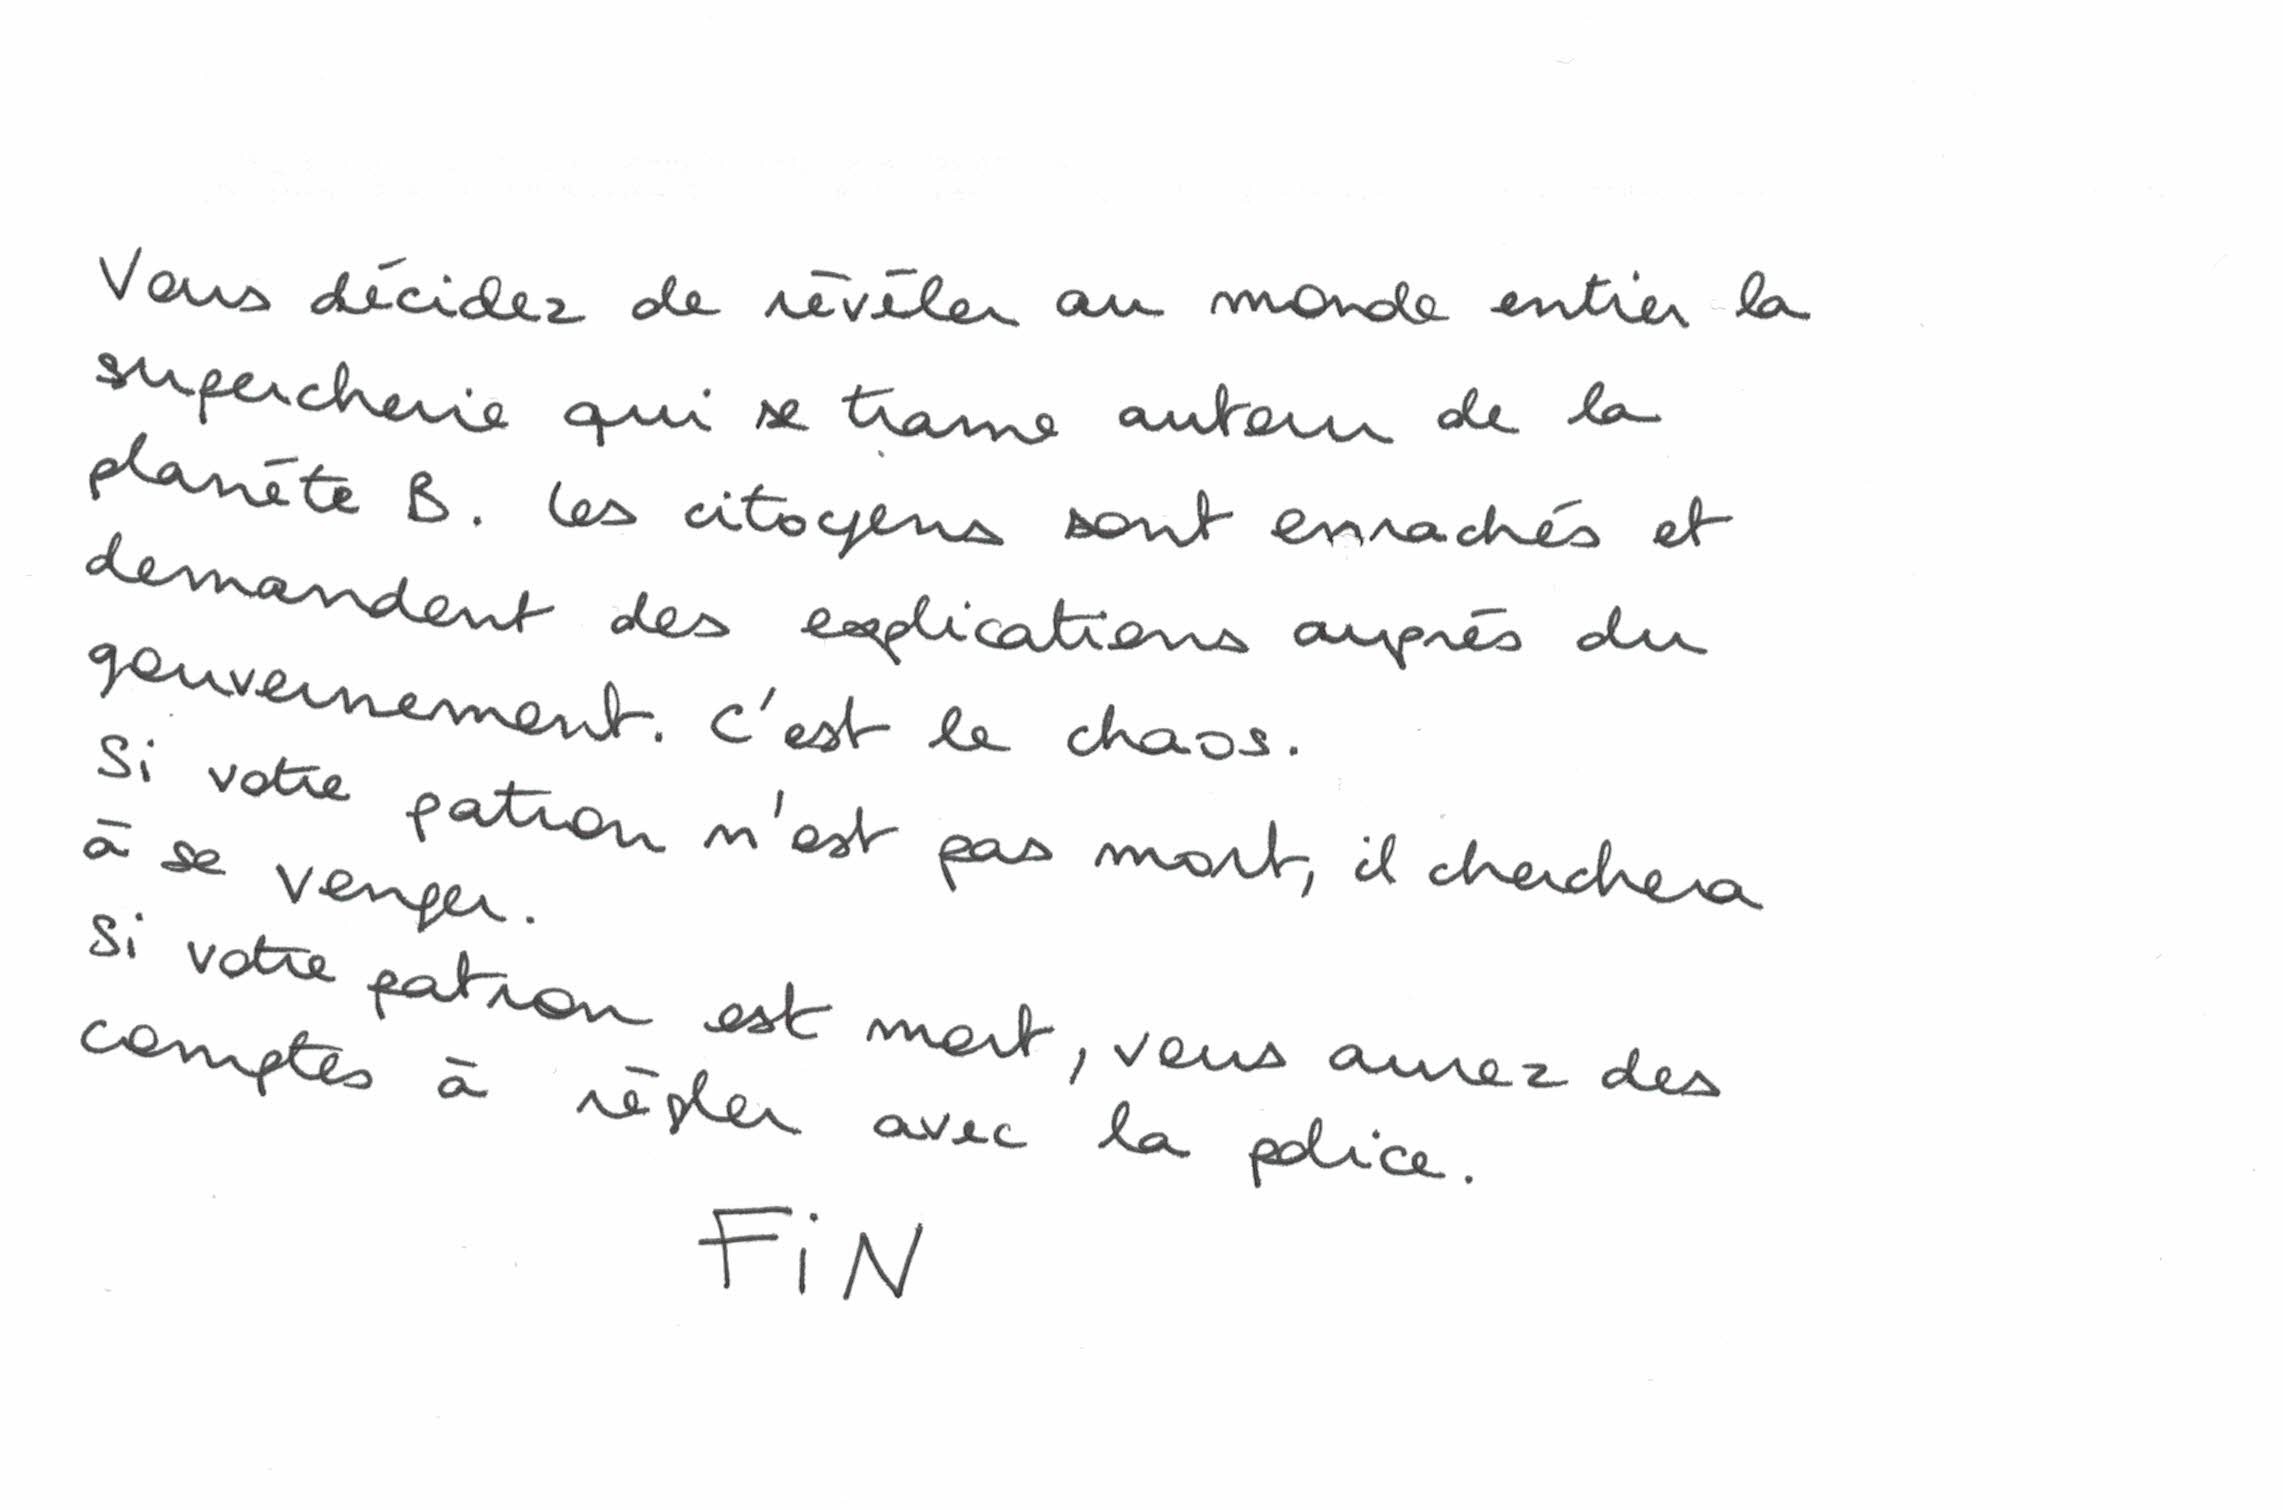 Vous décidez de révéler au monde entier la
supercherie qui se trame autour de la
planète B. Les citoyens sont enrachés et
demandent des explications auprès du
gouvernement. C'est le chaos.
Si votre patron n'est pas mort, il cherchera
à se venger.
Si votre patron est mort, vous aurez des
comptes à régler avec la police.
FiN